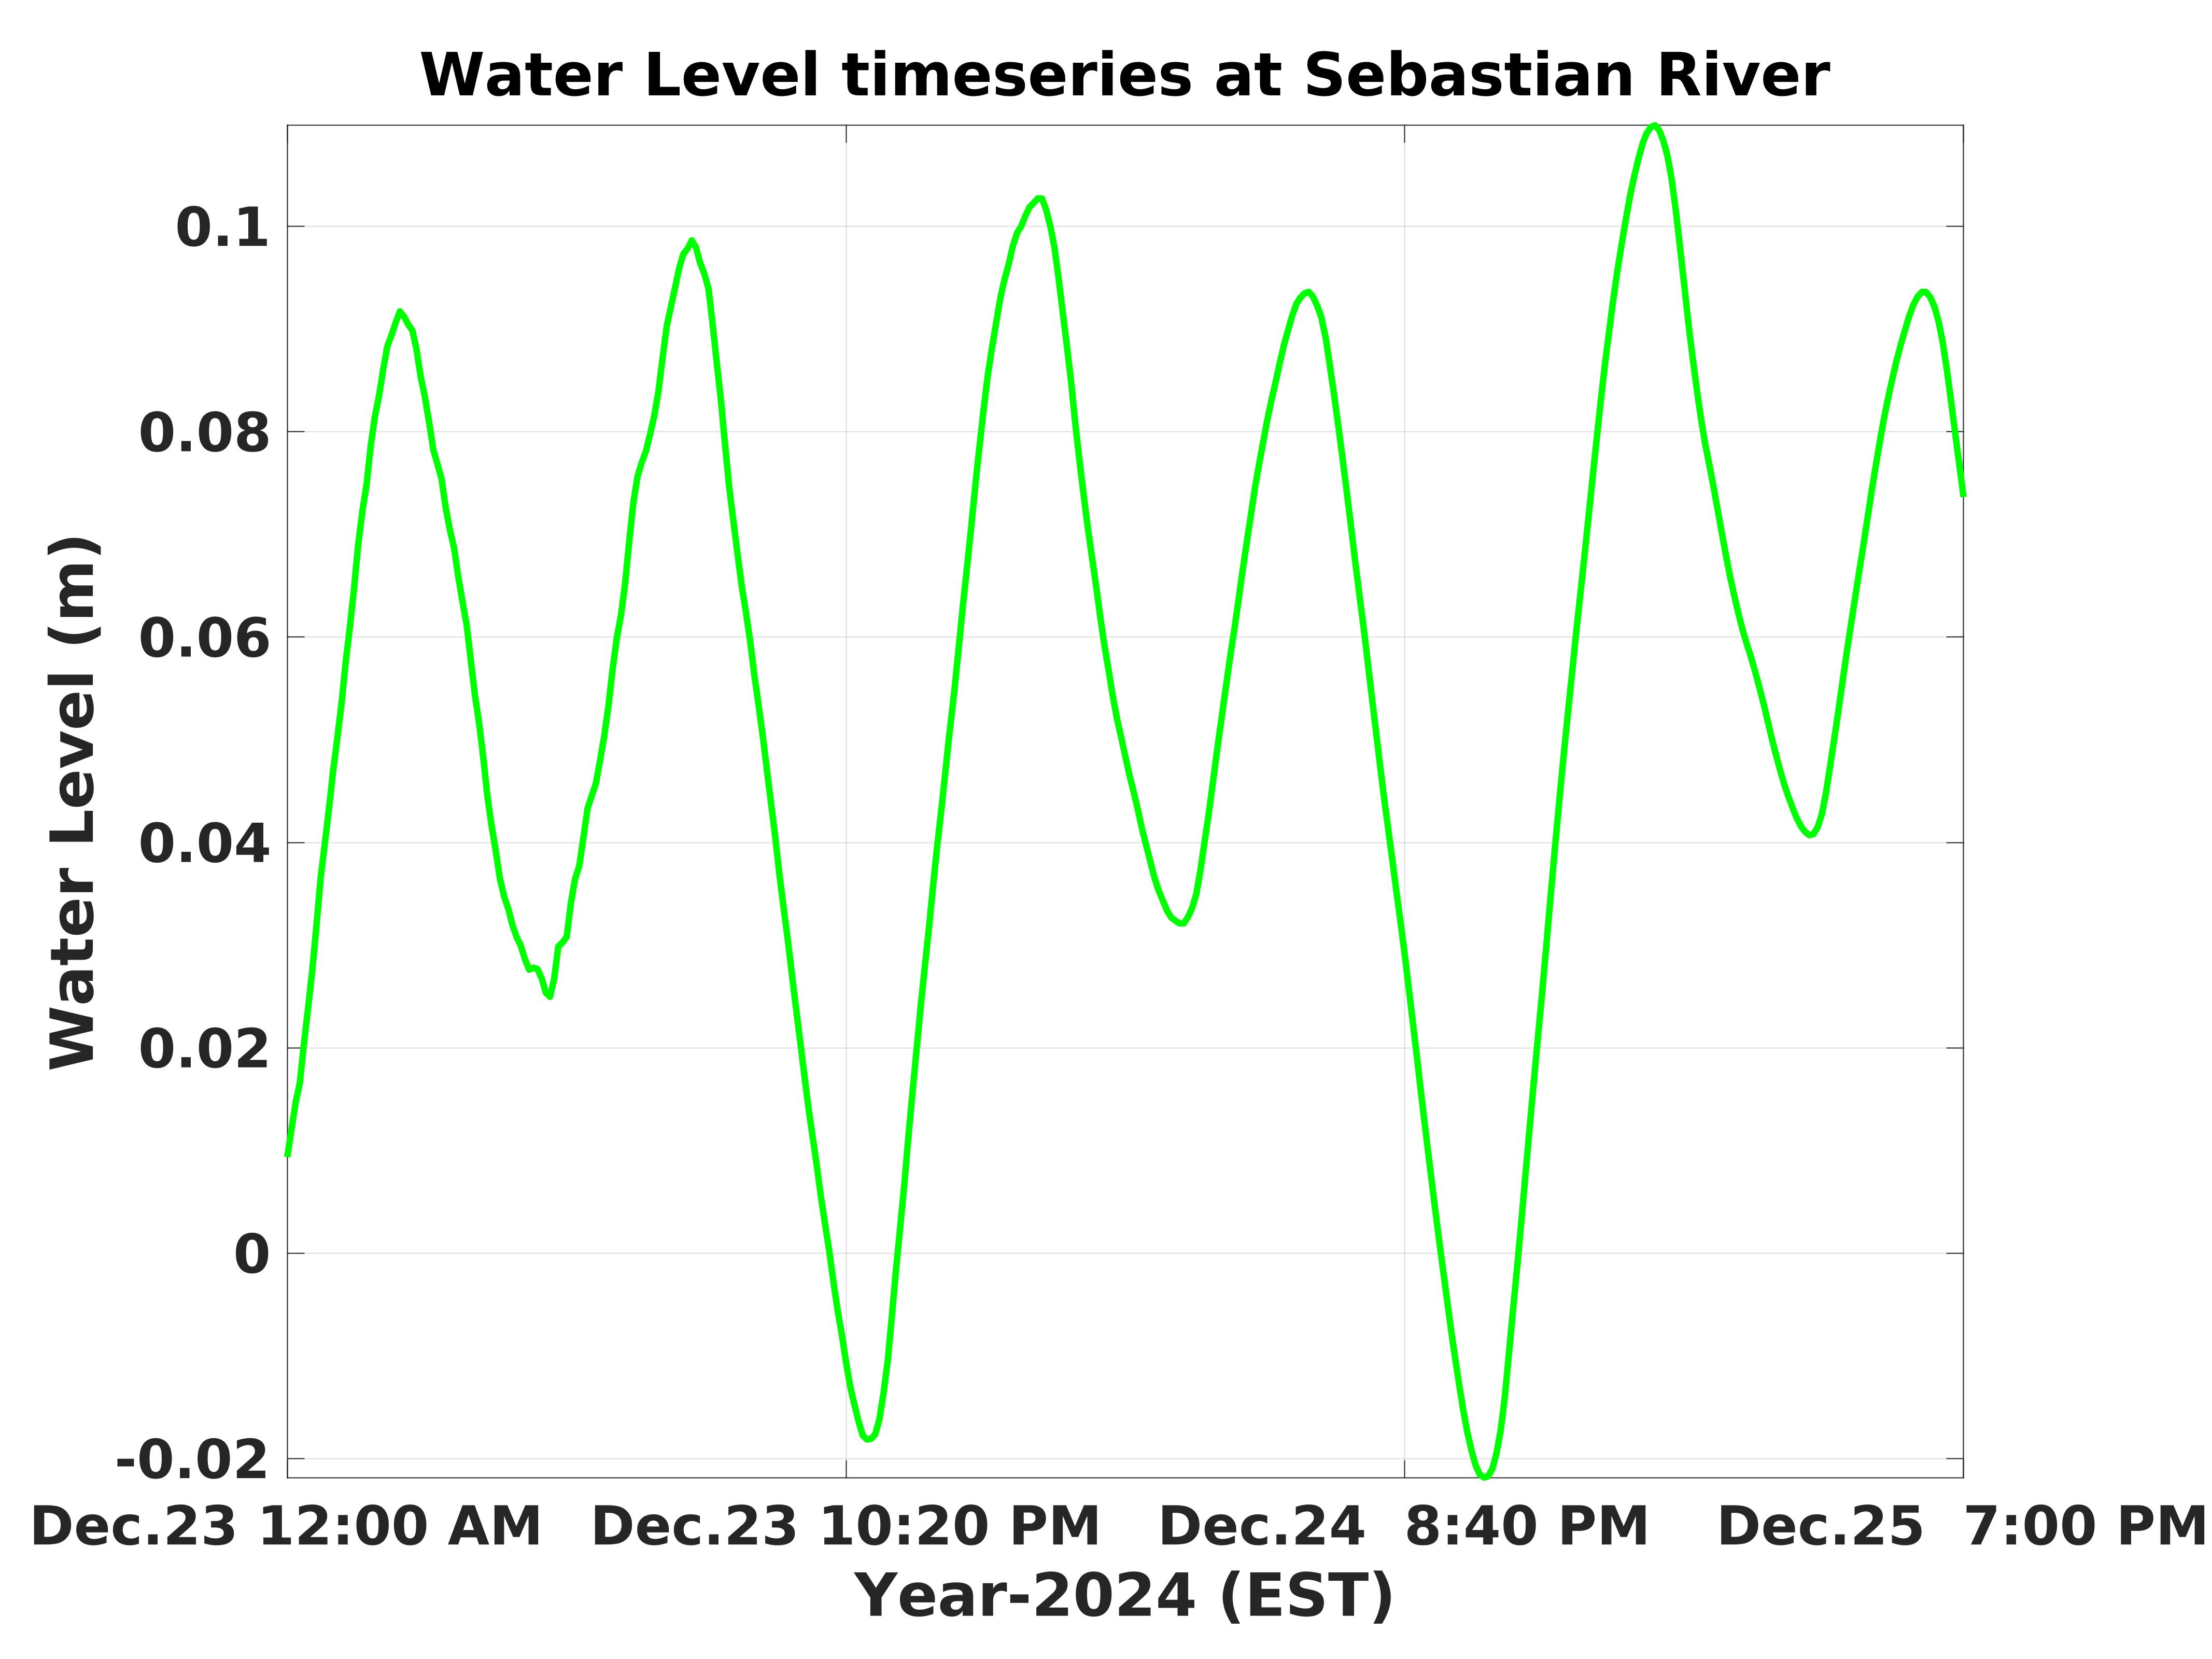 Water Level timeseries at Sebastian River
0.1
0.08
0.06
0.04
0.02
0
-0.02
Water Level (m)
Dec.23 12:00 AM Dec.23 10:20 PM Dec.24 8:40 PM Dec.25 7:00 PM
Year-2024 (EST)